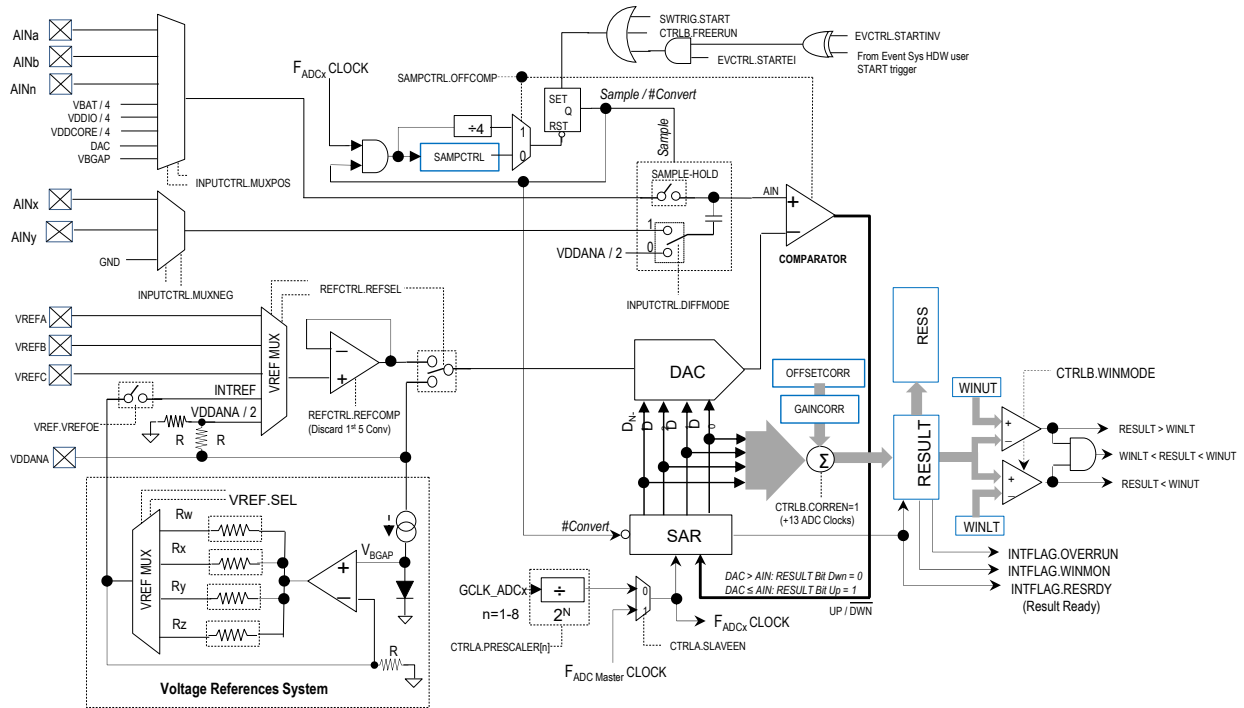 SWTRIG.START
CTRLB.FREERUN
EVCTRL.STARTINV
From Event Sys HDW user
START trigger
EVCTRL.STARTEI
AINa
AINb
AINn
VBAT / 4
VDDIO / 4
VDDCORE / 4
DAC
VBGAP
INPUTCTRL.MUXPOS
FADCx CLOCK
SAMPCTRL.OFFCOMP
Sample / #Convert
SET
Q
RST
÷4
1
0
SAMPCTRL
Sample
SAMPLE-HOLD
AINx
AINy
GND
INPUTCTRL.MUXNEG
1
0
VDDANA / 2
INPUTCTRL.DIFFMODE
AIN
+
−
COMPARATOR
REFCTRL.REFSEL
VREFA
VREFB
VREFC
VREF MUX
INTREF
VDDANA / 2
R
R
VREF.VREFOE
VDDANA
−
+
REFCTRL.REFCOMP
(Discard 1st 5 Conv)
DAC
DN-
D
D
D
0
OFFSETCORR
GAINCORR
Σ
CTRLB.CORREN=1
(+13 ADC Clocks)
RESS
RESULT
WINUT
WINLT
CTRLB.WINMODE
+
−
+
−
RESULT > WINLT
WINLT < RESULT < WINUT
RESULT < WINUT
INTFLAG.OVERRUN
INTFLAG.WINMON
INTFLAG.RESRDY
(Result Ready)
#Convert
SAR
DAC > AIN: RESULT Bit Dwn = 0
DAC ≤ AIN: RESULT Bit Up = 1
UP / DWN
GCLK_ADCx
n=1-8
÷
2N
0
1
CTRLA.PRESCALER[n]
CTRLA.SLAVEEN
FADCx CLOCK
FADC Master CLOCK
VREF.SEL
VREF MUX
Rw
Rx
Ry
Rz
VBGAP
+
−
R
Voltage References System